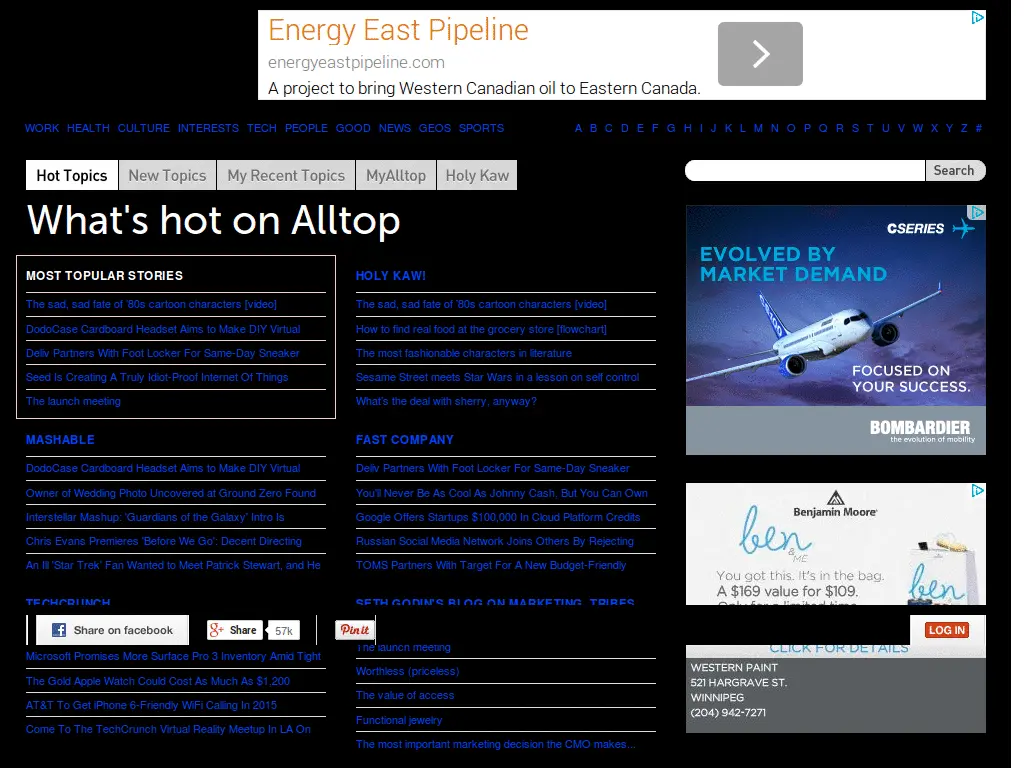 Energy East Pipeline
energyeastpipeline.com
A project to bring Western Canadian oil to Eastern Canada.
WORK HEALTH CULTURE INTERESTS TECH PEOPLE GOOD NEWS GEOS SPORTS
A B C D E F G H I J K L M N O P Q R S T U V W X Y Z #
Hot Topics New Topics My Recent Topics MyAlltop Holy Kaw
Search
What's hot on Alltop
MOST TOPULAR STORIES
The sad, sad fate of '80s cartoon characters [video]
DodoCase Cardboard Headset Aims to Make DIY Virtual
Deliv Partners With Foot Locker For Same-Day Sneaker
Seed Is Creating A Truly Idiot-Proof Internet Of Things
The launch meeting
HOLY KAW!
The sad, sad fate of '80s cartoon characters [video]
How to find real food at the grocery store [flowchart]
The most fashionable characters in literature
Sesame Street meets Star Wars in a lesson on self control
What's the deal with sherry, anyway?
CSERIES
EVOLVED BY
MARKET DEMAND
FOCUSED ON
YOUR SUCCESS.
BOMBARDIER
the evolution of mobility
MASHABLE
DodoCase Cardboard Headset Aims to Make DIY Virtual
Owner of Wedding Photo Uncovered at Ground Zero Found
Interstellar Mashup: 'Guardians of the Galaxy' Intro Is
Chris Evans Premieres 'Before We Go': Decent Directing
An Ill 'Star Trek' Fan Wanted to Meet Patrick Stewart, and He
FAST COMPANY
Deliv Partners With Foot Locker For Same-Day Sneaker
You'll Never Be As Cool As Johnny Cash, But You Can Own
Google Offers Startups $100,000 In Cloud Platform Credits
Russian Social Media Network Joins Others By Rejecting
TOMS Partners With Target For A New Budget-Friendly
Benjamin Moore
ben
& ME
ben
You got this. It's in the bag.
A $169 value for $109.
Only for a limited time
TECHCRUNCH
SETH GODIN'S BLOG ON MARKETING, TRIBES
Share on facebook
Share 57k
Pin it
LOG IN
Microsoft Promises More Surface Pro 3 Inventory Amid Tight
The Gold Apple Watch Could Cost As Much As $1,200
AT&T To Get iPhone 6-Friendly WiFi Calling In 2015
Come To The TechCrunch Virtual Reality Meetup In LA On
The launch meeting
Worthless (priceless)
The value of access
Functional jewelry
The most important marketing decision the CMO makes...
CLICK FOR DETAILS
WESTERN PAINT
521 HARGRAVE ST.
WINNIPEG
(204) 942-7271